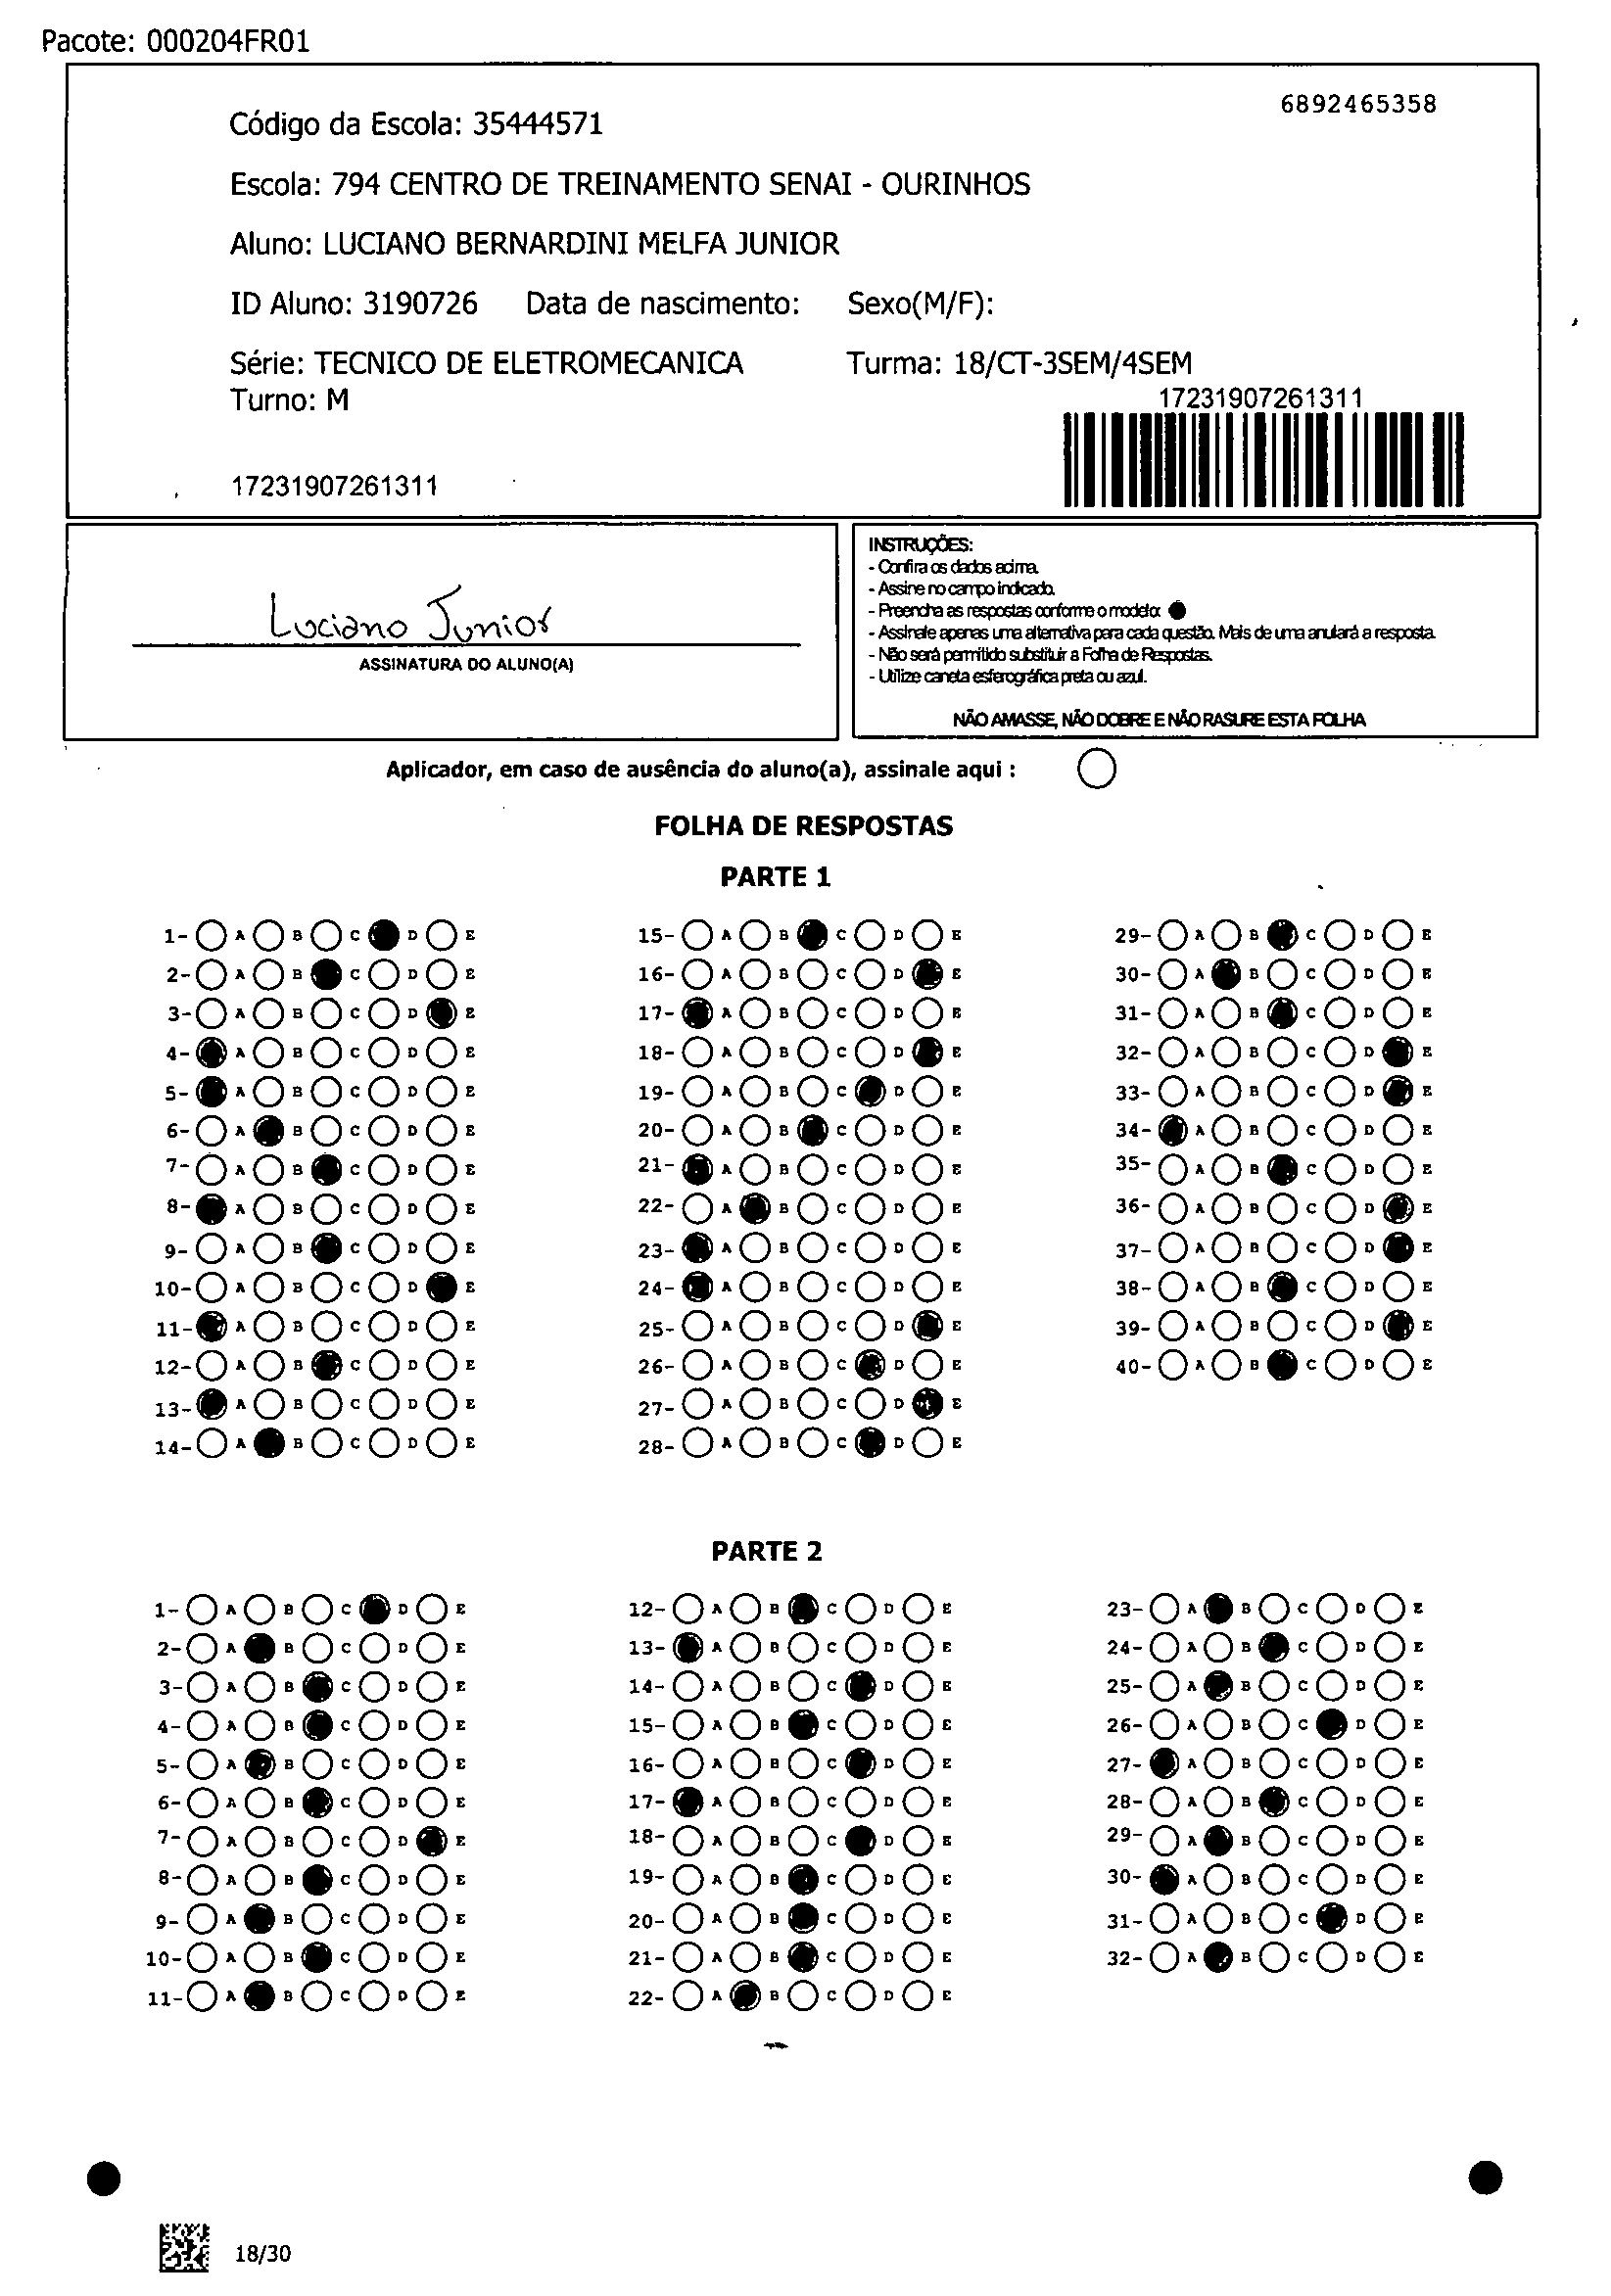 Pacote: 000204FR01
6892465358
Código da Escola: 35444571
Escola: 794 CENTRO DE TREINAMENTO SENAI - OURINHOS
Aluno: LUCIANO BERNARDINI MELFA JUNIOR
ID Aluno: 3190726 Data de nascimento: Sexo(M/F):
Série: TECNICO DE ELETROMECANICA Turma: 18/CT-3SEM/4SEM
Turno: M
17231907261311
17231907261311
Luciano Junior
ASSINATURA DO ALUNO(A)
INSTRUÇÕES:
- Confira os dados acima.
- Assine no campo indicado.
- Preencha as respostas conforme o modelo:
- Assinale apenas uma alternativa para cada questão. Mais de uma anulará a resposta.
- Não será permitido substituir a Folha de Respostas.
- Utilize caneta esferográfica preta ou azul.
NÃO AMASSE, NÃO DOBRE E NÃO RASURE ESTA FOLHA
Aplicador, em caso de ausência do aluno(a), assinale aqui :
FOLHA DE RESPOSTAS
PARTE 1
1- A B C D E 15- A B C D E 29- A B C D E
2- A B C D E 16- A B C D E 30- A B C D E
3- A B C D E 17- A B C D E 31- A B C D E
4- A B C D E 18- A B C D E 32- A B C D E
5- A B C D E 19- A B C D E 33- A B C D E
6- A B C D E 20- A B C D E 34- A B C D E
7- A B C D E 21- A B C D E 35- A B C D E
8- A B C D E 22- A B C D E 36- A B C D E
9- A B C D E 23- A B C D E 37- A B C D E
10- A B C D E 24- A B C D E 38- A B C D E
11- A B C D E 25- A B C D E 39- A B C D E
12- A B C D E 26- A B C D E 40- A B C D E
13- A B C D E 27- A B C D E
14- A B C D E 28- A B C D E
PARTE 2
1- A B C D E 12- A B C D E 23- A B C D E
2- A B C D E 13- A B C D E 24- A B C D E
3- A B C D E 14- A B C D E 25- A B C D E
4- A B C D E 15- A B C D E 26- A B C D E
5- A B C D E 16- A B C D E 27- A B C D E
6- A B C D E 17- A B C D E 28- A B C D E
7- A B C D E 18- A B C D E 29- A B C D E
8- A B C D E 19- A B C D E 30- A B C D E
9- A B C D E 20- A B C D E 31- A B C D E
10- A B C D E 21- A B C D E 32- A B C D E
11- A B C D E 22- A B C D E
18/30